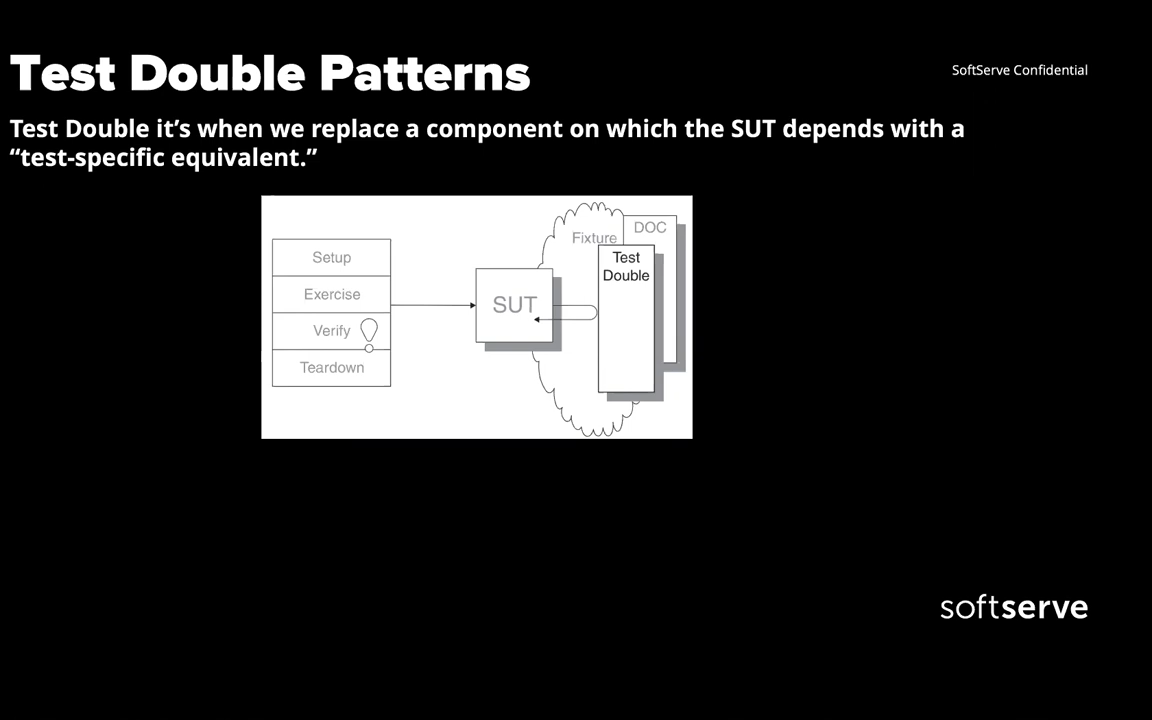 Test Double Patterns
SoftServe Confidential
Test Double it’s when we replace a component on which the SUT depends with a
“test-specific equivalent.”
Setup
Exercise
Verify
Teardown
SUT
Fixture
DOC
Test
Double
softserve